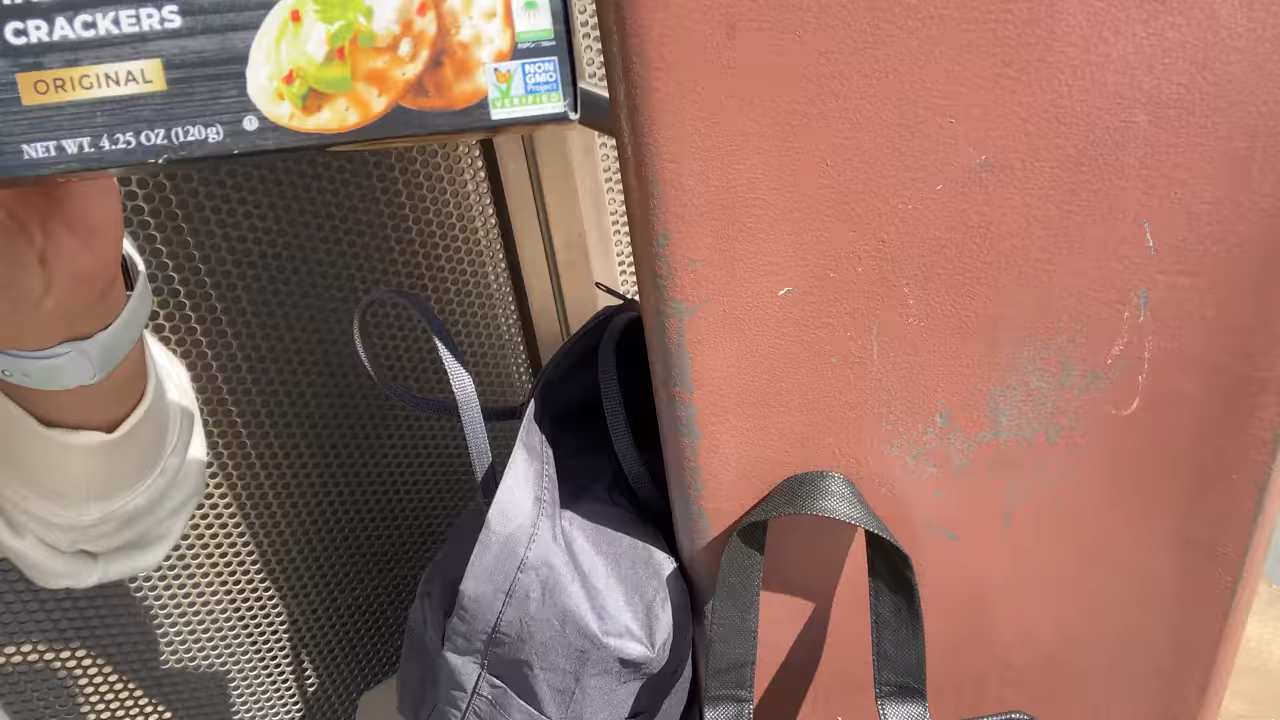 CRACKERS
ORIGINAL
NET WT. 4.25 OZ (120g)
NON
GMO
Project
VERIFIED